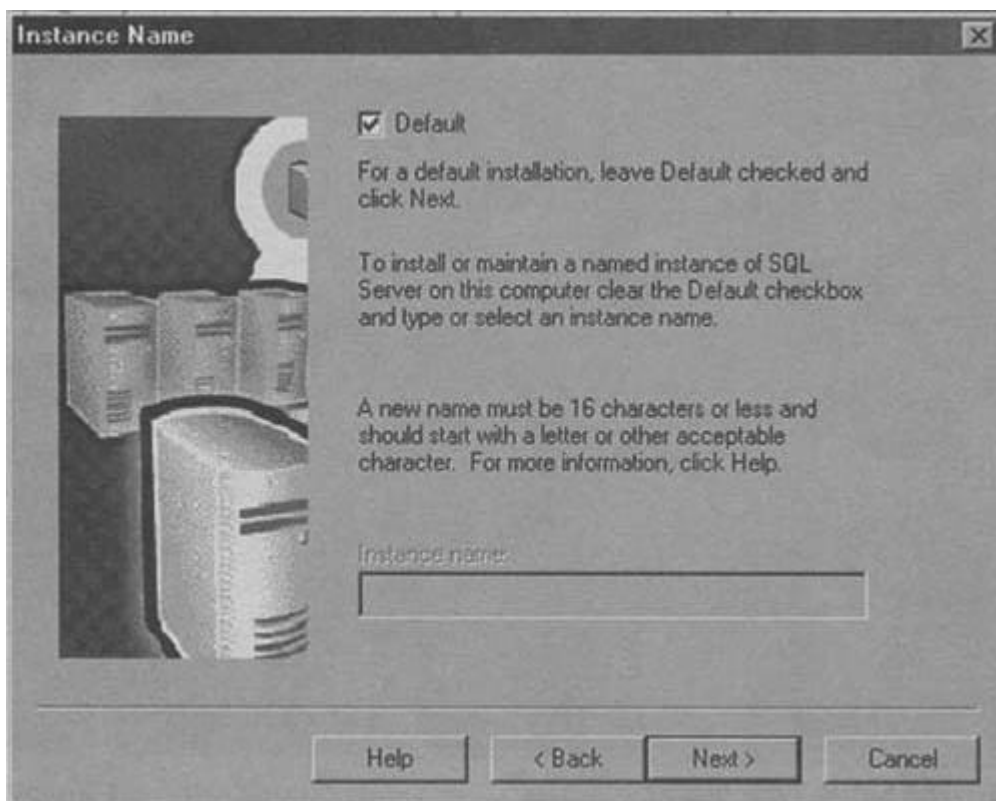 Instance Name
Default
For a default installation, leave Default checked and
click Next.
To install or maintain a named instance of SQL
Server on this computer clear the Default checkbox
and type or select an instance name.
A new name must be 16 characters or less and
should start with a letter or other acceptable
character. For more information, click Help.
Instance name:
Help
< Back
Next >
Cancel